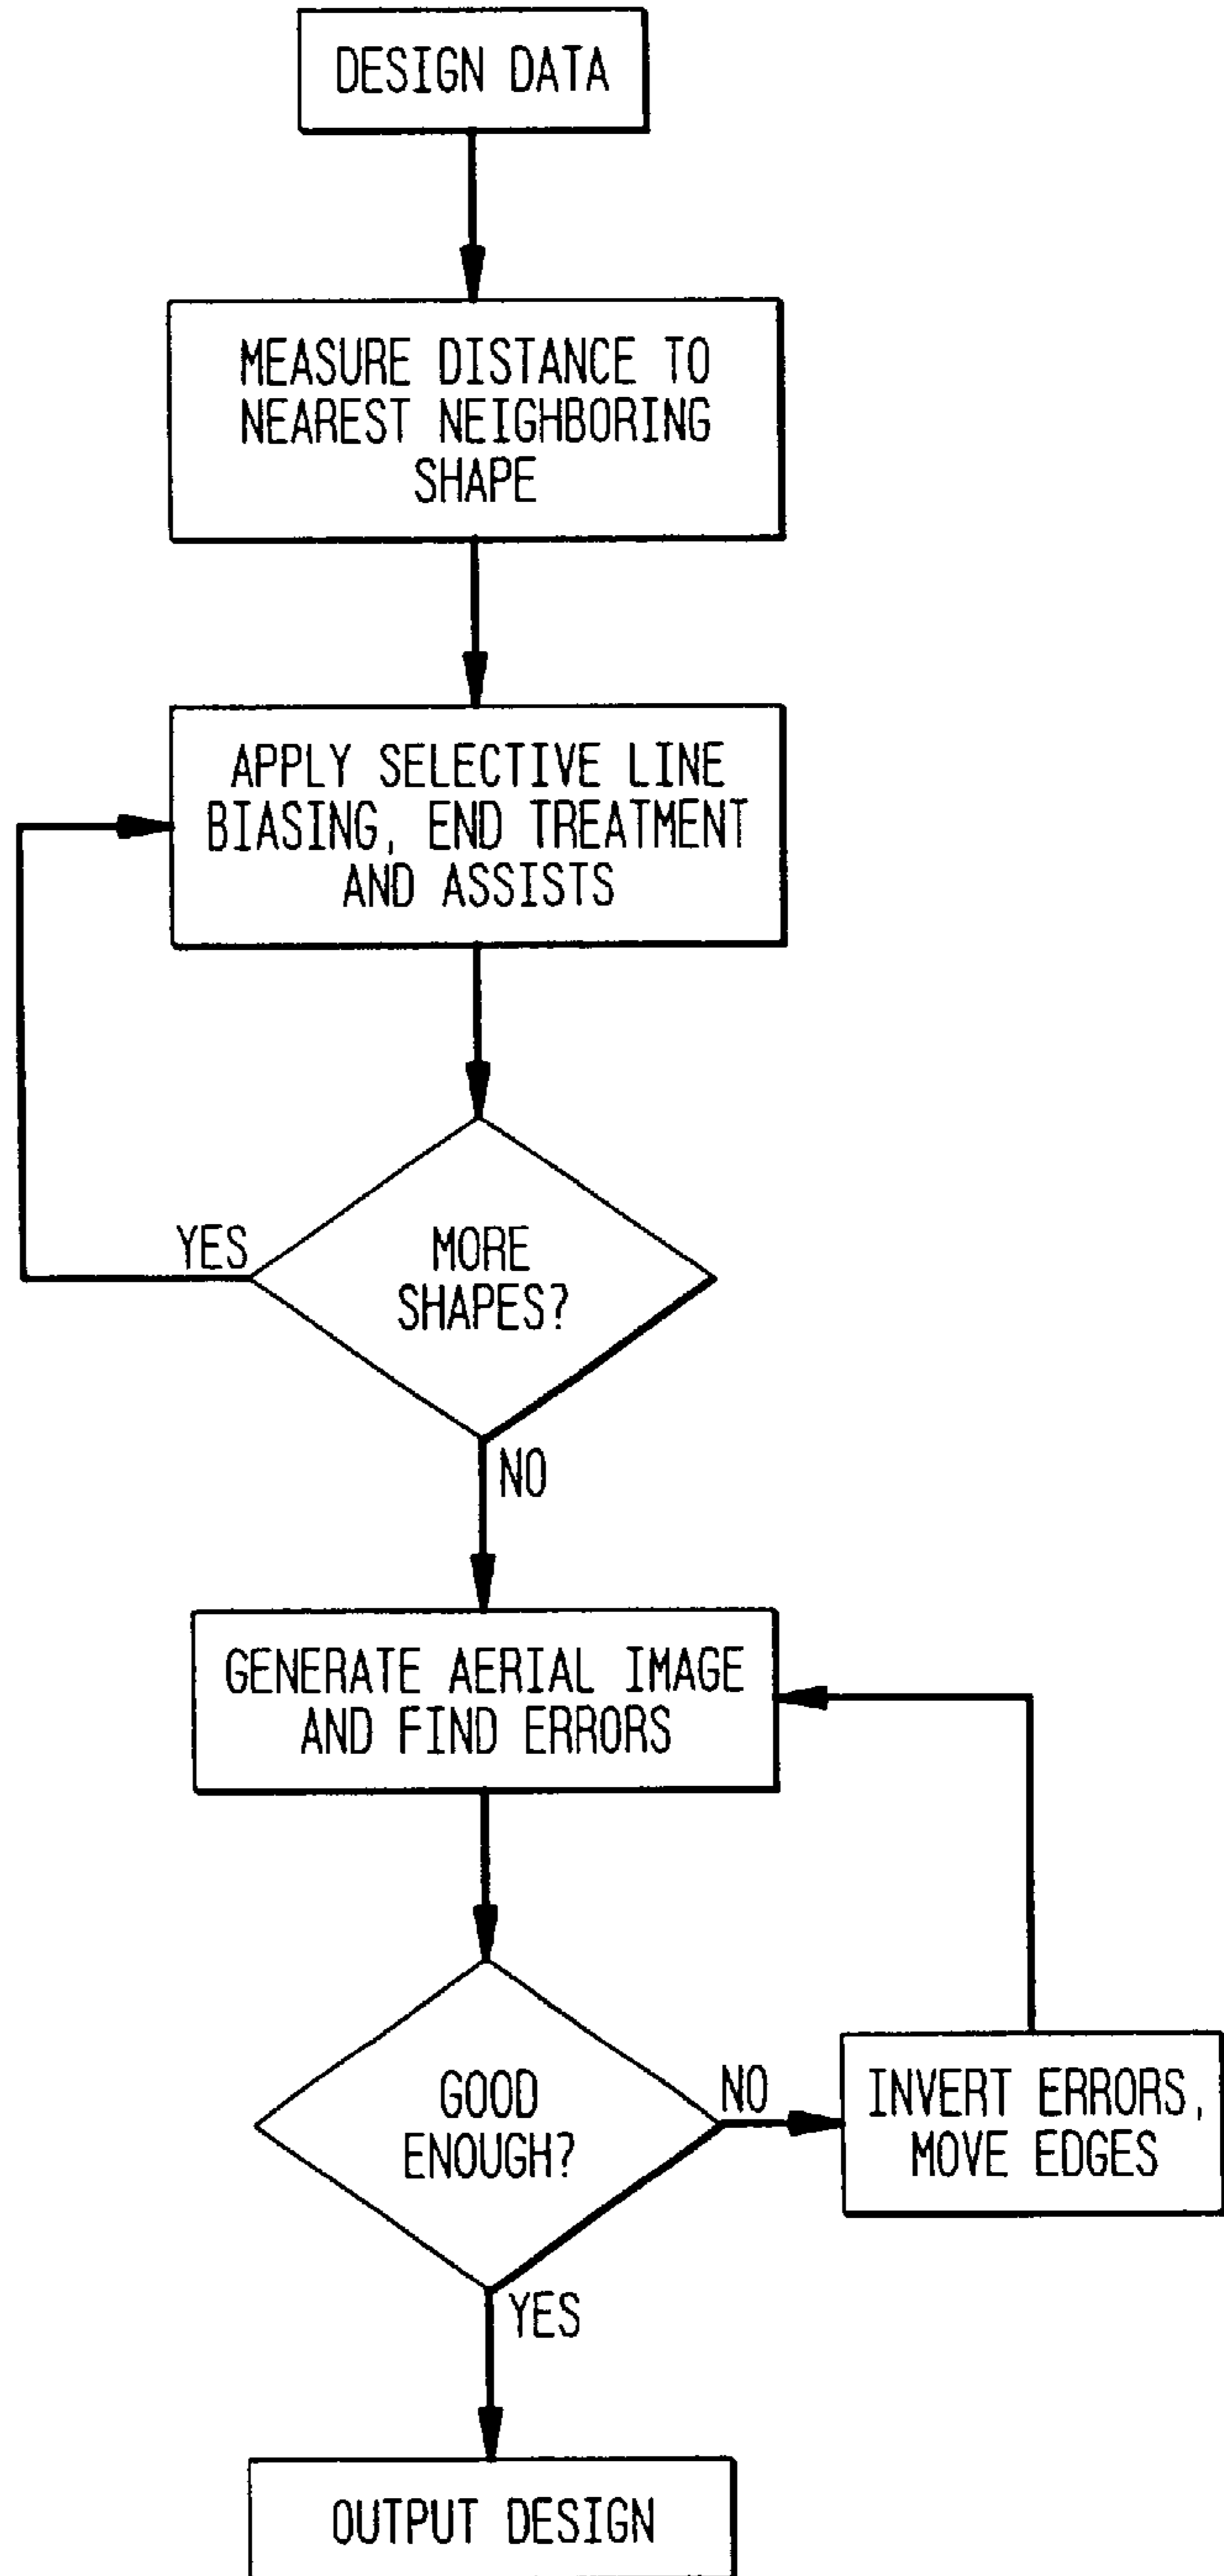 DESIGN DATA
MEASURE DISTANCE TO
NEAREST NEIGHBORING
SHAPE
APPLY SELECTIVE LINE
BIASING, END TREATMENT
AND ASSISTS
YES
MORE
SHAPES?
NO
GENERATE AERIAL IMAGE
AND FIND ERRORS
GOOD
ENOUGH?
NO
INVERT ERRORS,
MOVE EDGES
YES
OUTPUT DESIGN